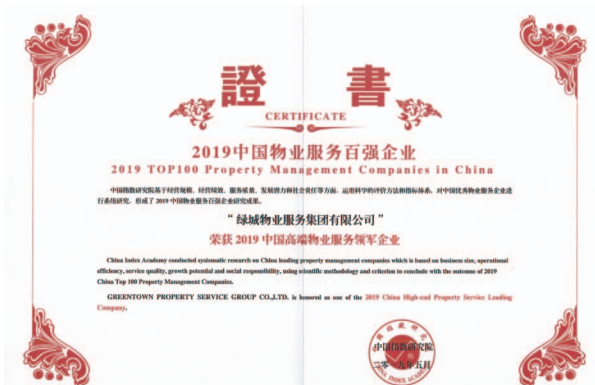 證書
CERTIFICATE
2019中国物业服务百强企业
2019 TOP100 Property Management Companies in China
中国指数研究院基于经营规模、经营绩效、服务质量、发展潜力和社会责任等方面，运用科学的评价方法和指标体系，对中国优秀物业服务企业进
行系统研究，形成了 2019 中国物业服务百强企业研究成果。
“ 绿城物业服务集团有限公司 ”
荣获 2019 中国高端物业服务领军企业
China Index Academy conducted systematic research on China leading property management companies which is based on business size, operational
efficiency, service quality, growth potential and social responsibility, using scientific methodology and criterion to conclude with the outcome of 2019
China Top 100 Property Management Companies.
GREENTOWN PROPERTY SERVICE GROUP CO.,LTD. is honored as one of the 2019 China High-end Property Service Leading
Company.
中国指数研究院
二〇一九年五月
CHINA INDEX ACADEMY